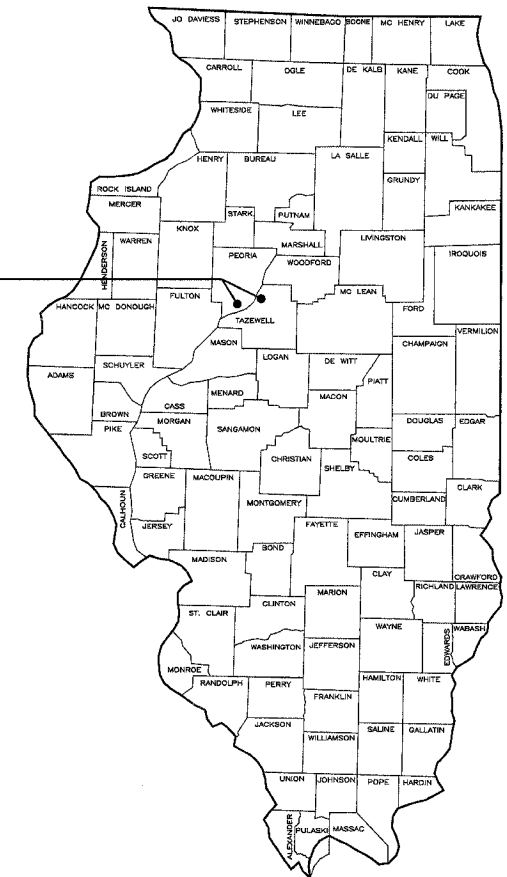 JO DAVIESS STEPHENSON WINNEBAGO BOONE MC HENRY LAKE
CARROLL OGLE DE KALB KANE COOK
DU PAGE
WHITESIDE LEE
KENDALL WILL
HENRY BUREAU LA SALLE
GRUNDY
ROCK ISLAND
MERCER
KANKAKEE
STARK PUTNAM
KNOX
WARREN MARSHALL LIVINGSTON
HENDERSON PEORIA IROQUOIS
WOODFORD
FULTON MC LEAN
HANCOCK MC DONOUGH FORD
TAZEWELL
MASON VERMILION
CHAMPAIGN
LOGAN DE WITT
SCHUYLER
ADAMS PIATT
MENARD
CASS MACON
BROWN MORGAN DOUGLAS EDGAR
PIKE SANGAMON
MOULTRIE
SCOTT CHRISTIAN COLES
SHELBY
GREENE MACOUPIN
CLARK
CALHOUN MONTGOMERY CUMBERLAND
JERSEY FAYETTE
EFFINGHAM JASPER
BOND
MADISON
CLAY CRAWFORD
MARION RICHLAND LAWRENCE
CLINTON
ST. CLAIR
WAYNE WABASH
EDWARDS
WASHINGTON JEFFERSON
MONROE
RANDOLPH PERRY HAMILTON WHITE
FRANKLIN
JACKSON SALINE GALLATIN
WILLIAMSON
UNION JOHNSON POPE HARDIN
ALEXANDER PULASKI MASSAC